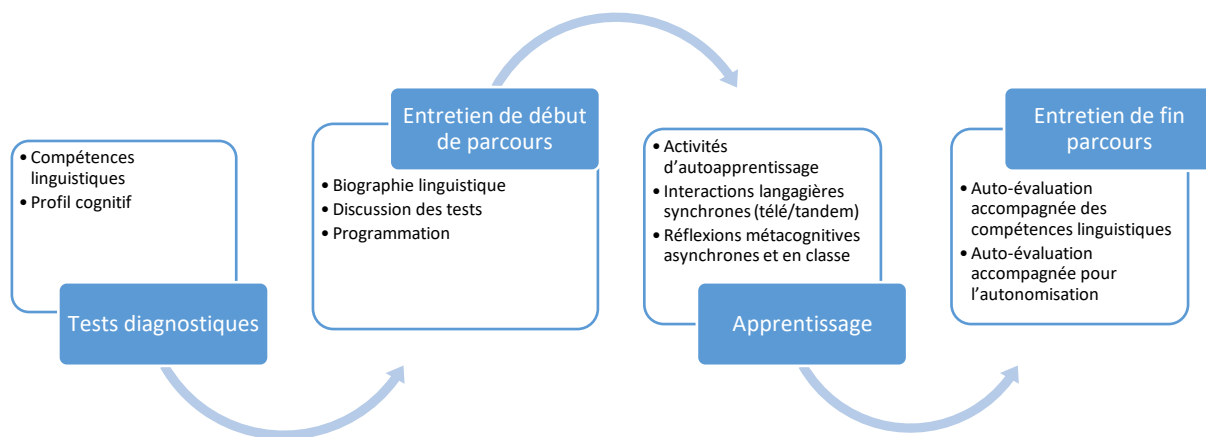 • Compétences
linguistiques
• Profil cognitif
Tests diagnostiques
Entretien de début
de parcours
• Biographie linguistique
• Discussion des tests
• Programmation
• Activités
d’autoapprentissage
• Interactions langagières
synchrones (télé/tandem)
• Réflexions métacognitives
asynchrones et en classe
Apprentissage
Entretien de fin
parcours
• Auto-évaluation
accompagnée des
compétences linguistiques
• Auto-évaluation
accompagnée pour
l’autonomisation